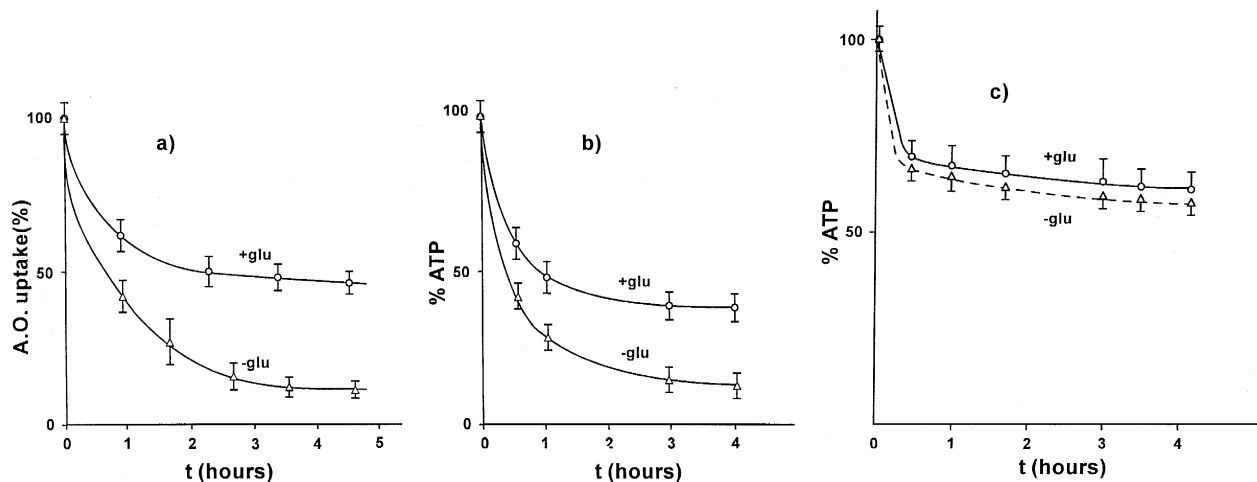 a)
100
50
0
A.O. uptake(%)
+glu
-glu
0 1 2 3 4 5
t (hours)
b)
100
50
0
% ATP
+glu
-glu
0 1 2 3 4
t (hours)
c)
100
50
% ATP
+glu
-glu
0 1 2 3 4
t (hours)